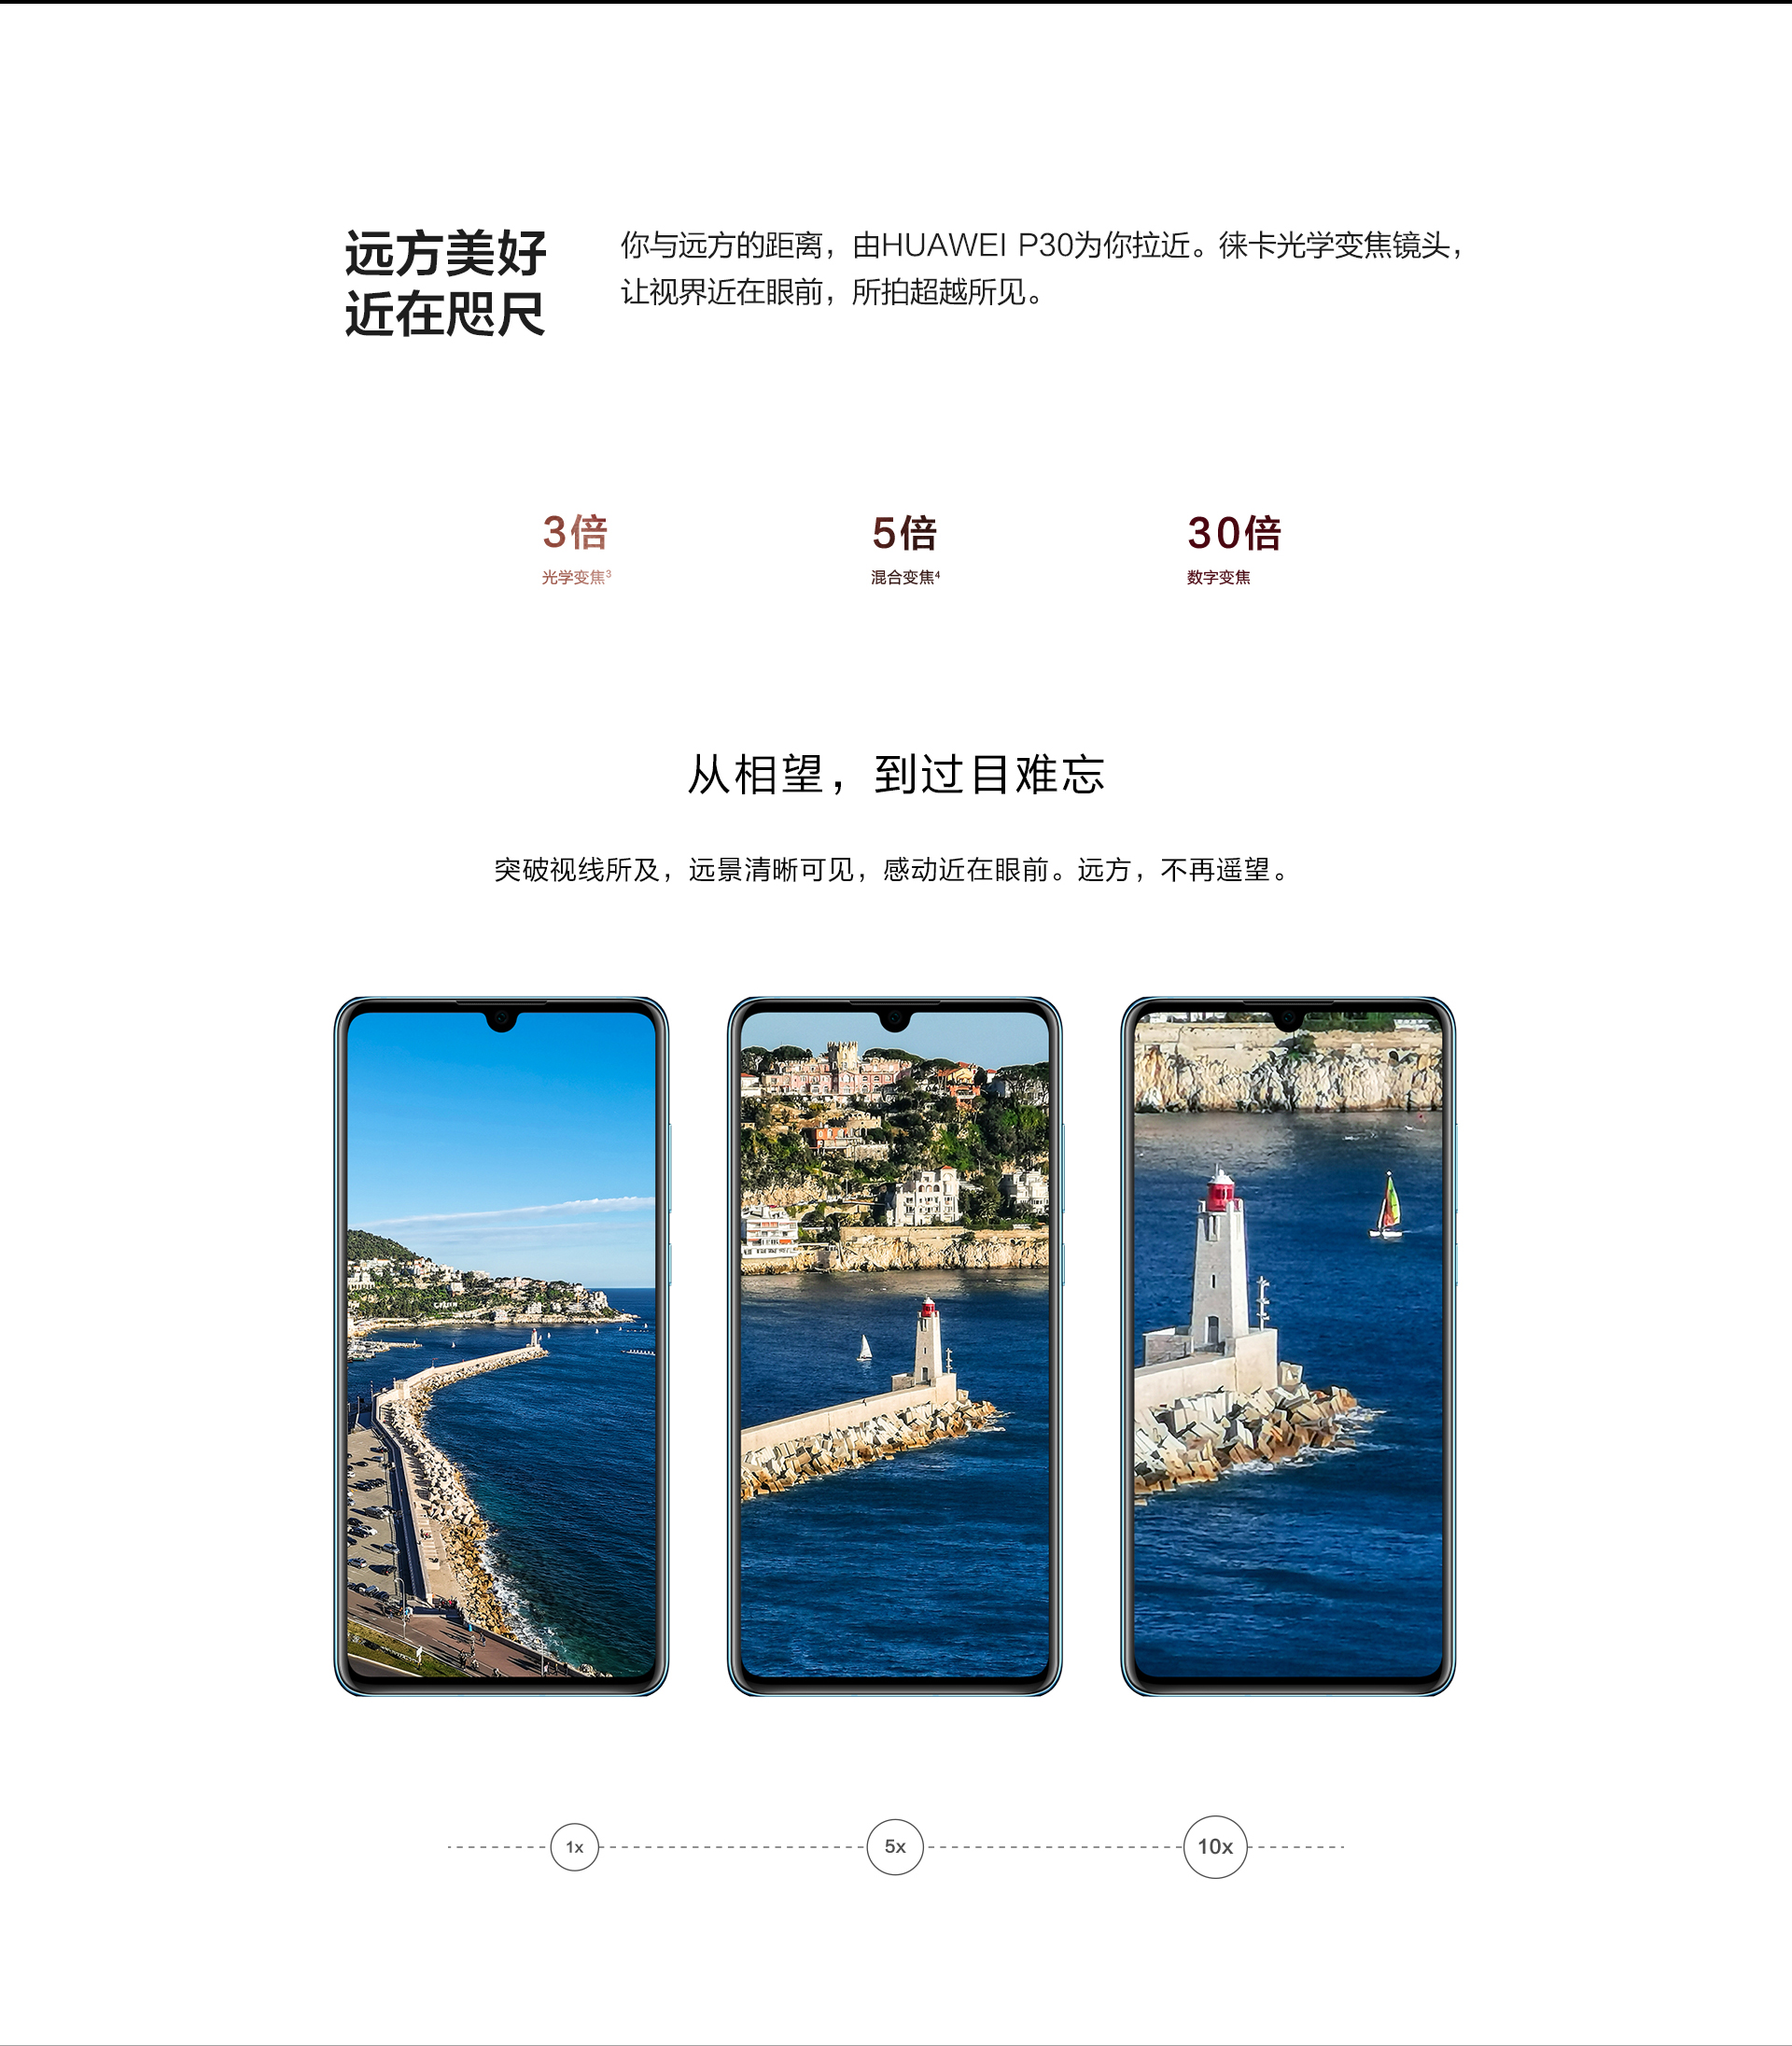 远方美好
近在咫尺
你与远方的距离，由HUAWEI P30为你拉近。徕卡光学变焦镜头，
让视界近在眼前，所拍超越所见。
3倍
光学变焦³
5倍
混合变焦⁴
30倍
数字变焦
从相望，到过目难忘
突破视线所及，远景清晰可见，感动近在眼前。远方，不再遥望。
1x
5x
10x